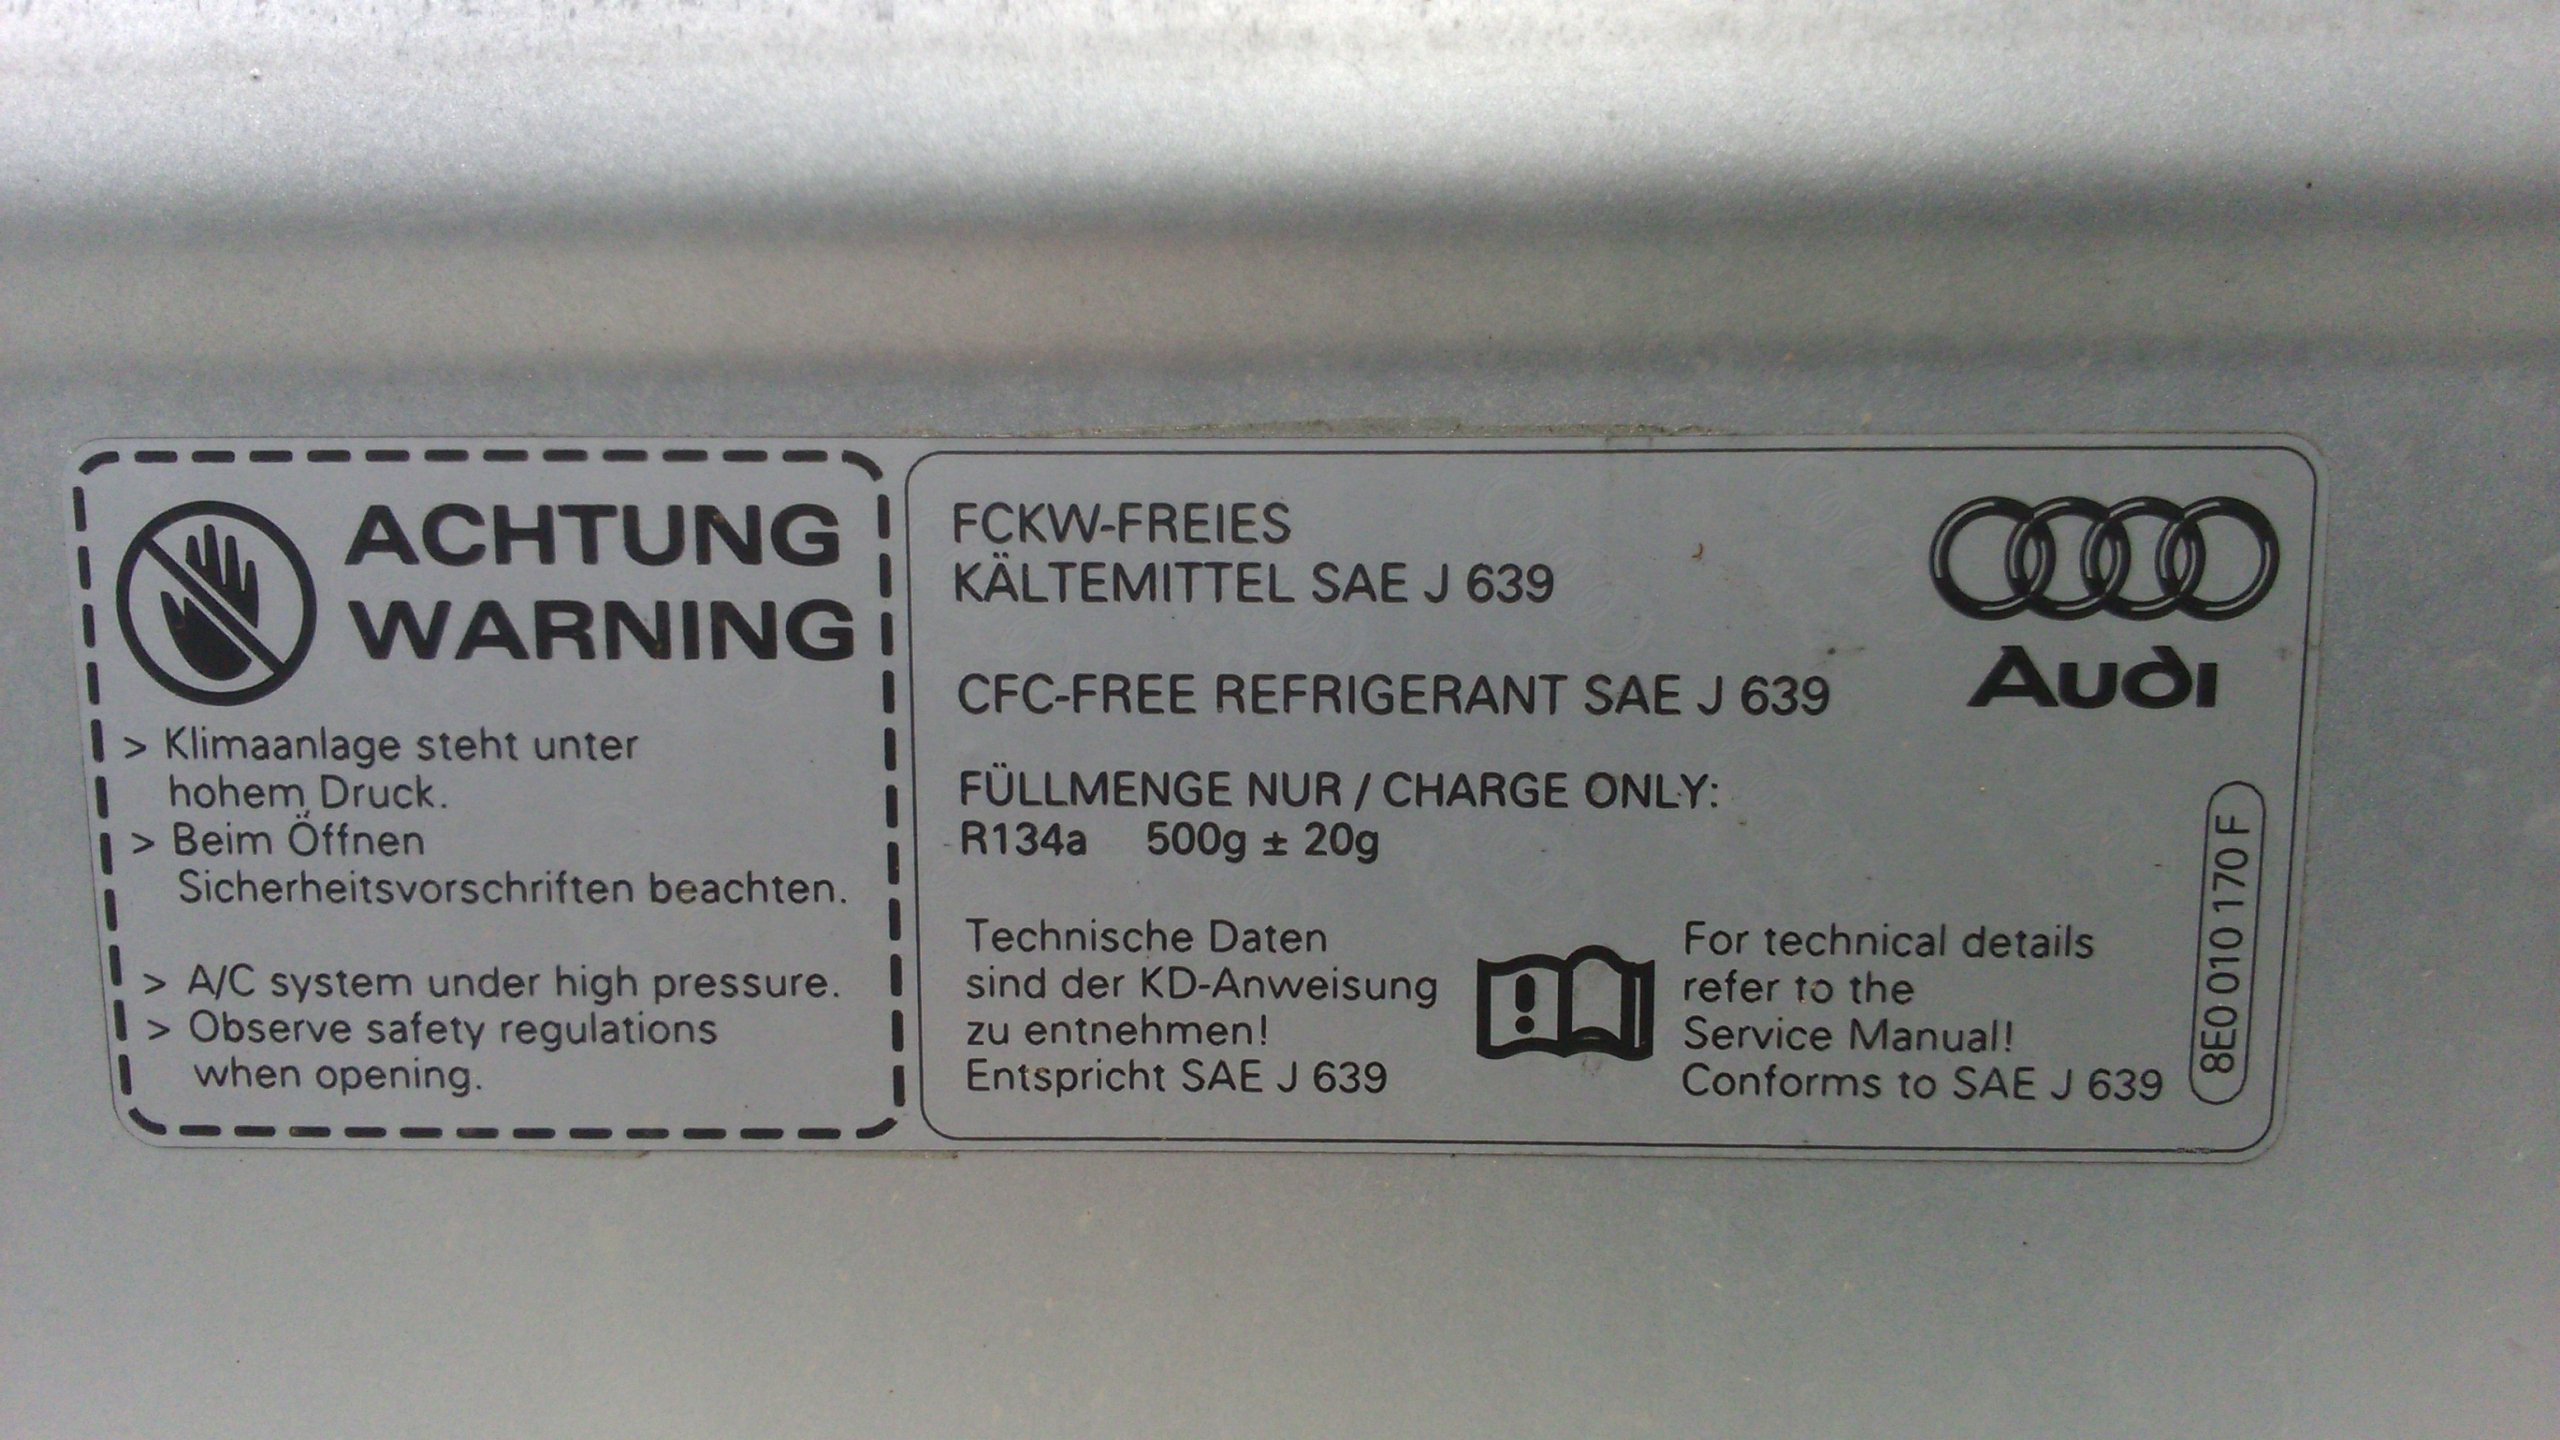 ACHTUNG
WARNING
> Klimaanlage steht unter
hohem Druck.
> Beim Öffnen
Sicherheitsvorschriften beachten.
> A/C system under high pressure.
> Observe safety regulations
when opening.
FCKW-FREIES
KÄLTEMITTEL SAE J 639
CFC-FREE REFRIGERANT SAE J 639
FÜLLMENGE NUR / CHARGE ONLY:
R134a 500g ± 20g
Technische Daten
sind der KD-Anweisung
zu entnehmen!
Entspricht SAE J 639
!
For technical details
refer to the
Service Manual!
Conforms to SAE J 639
Audi
8E0 010 170 F